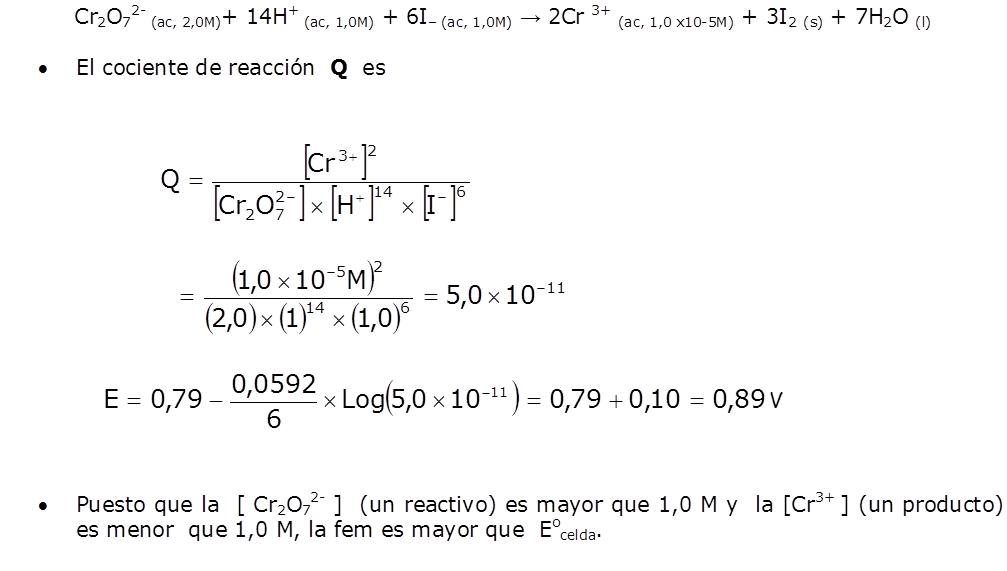 Cr₂O₇²⁻ (ac, 2,0M)+ 14H⁺ (ac, 1,0M) + 6I₋ (ac, 1,0M) → 2Cr ³⁺ (ac, 1,0 x10-5M) + 3I₂ (s) + 7H₂O (l)
• El cociente de reacción Q es
Q = [Cr³⁺]² / [Cr₂O₇²⁻] × [H⁺]¹⁴ × [I⁻]⁶
= (1,0 × 10⁻⁵M)² / (2,0) × (1)¹⁴ × (1,0)⁶ = 5,0 × 10⁻¹¹
E = 0,79 − 0,0592 / 6 × Log(5,0 × 10⁻¹¹) = 0,79 + 0,10 = 0,89 V
• Puesto que la [ Cr₂O₇²⁻ ] (un reactivo) es mayor que 1,0 M y la [Cr³⁺ ] (un producto)
es menor que 1,0 M, la fem es mayor que Eº celda.